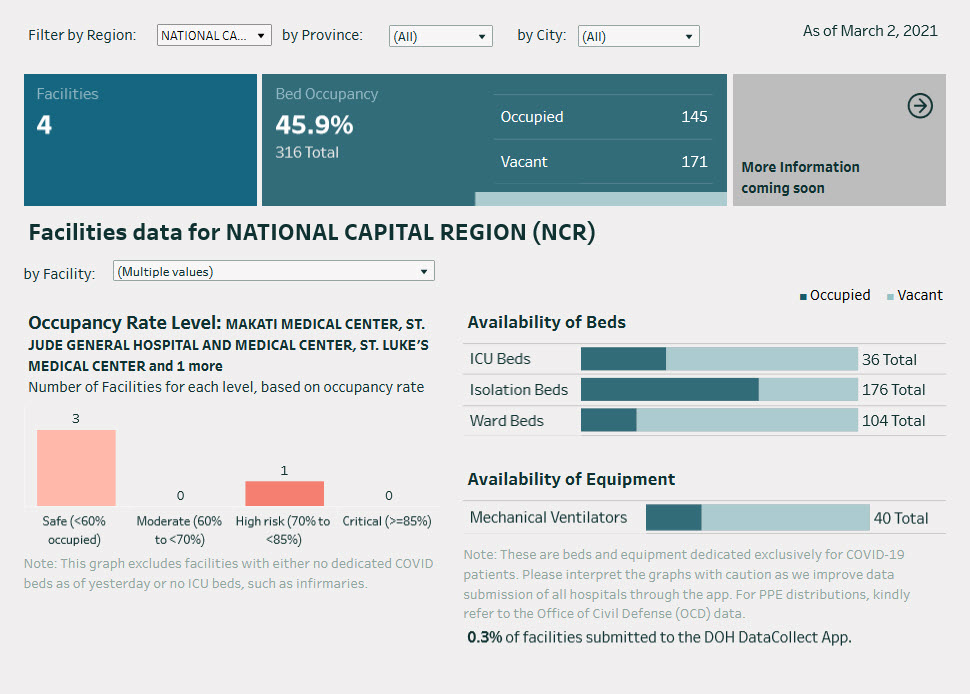 Filter by Region: NATIONAL CA... by Province: (All) by City: (All) As of March 2, 2021
Facilities
4
Bed Occupancy
45.9%
316 Total
Occupied 145
Vacant 171
More Information
coming soon
Facilities data for NATIONAL CAPITAL REGION (NCR)
by Facility: (Multiple values)
Occupied Vacant
Occupancy Rate Level: MAKATI MEDICAL CENTER, ST.
JUDE GENERAL HOSPITAL AND MEDICAL CENTER, ST. LUKE'S
MEDICAL CENTER and 1 more
Number of Facilities for each level, based on occupancy rate
3
0
1
0
Safe (<60%
occupied)
Moderate (60%
to <70%)
High risk (70% to
<85%)
Critical (>=85%)
Note: This graph excludes facilities with either no dedicated COVID
beds as of yesterday or no ICU beds, such as infirmaries.
Availability of Beds
ICU Beds 36 Total
Isolation Beds 176 Total
Ward Beds 104 Total
Availability of Equipment
Mechanical Ventilators 40 Total
Note: These are beds and equipment dedicated exclusively for COVID-19
patients. Please interpret the graphs with caution as we improve data
submission of all hospitals through the app. For PPE distributions, kindly
refer to the Office of Civil Defense (OCD) data.
0.3% of facilities submitted to the DOH DataCollect App.